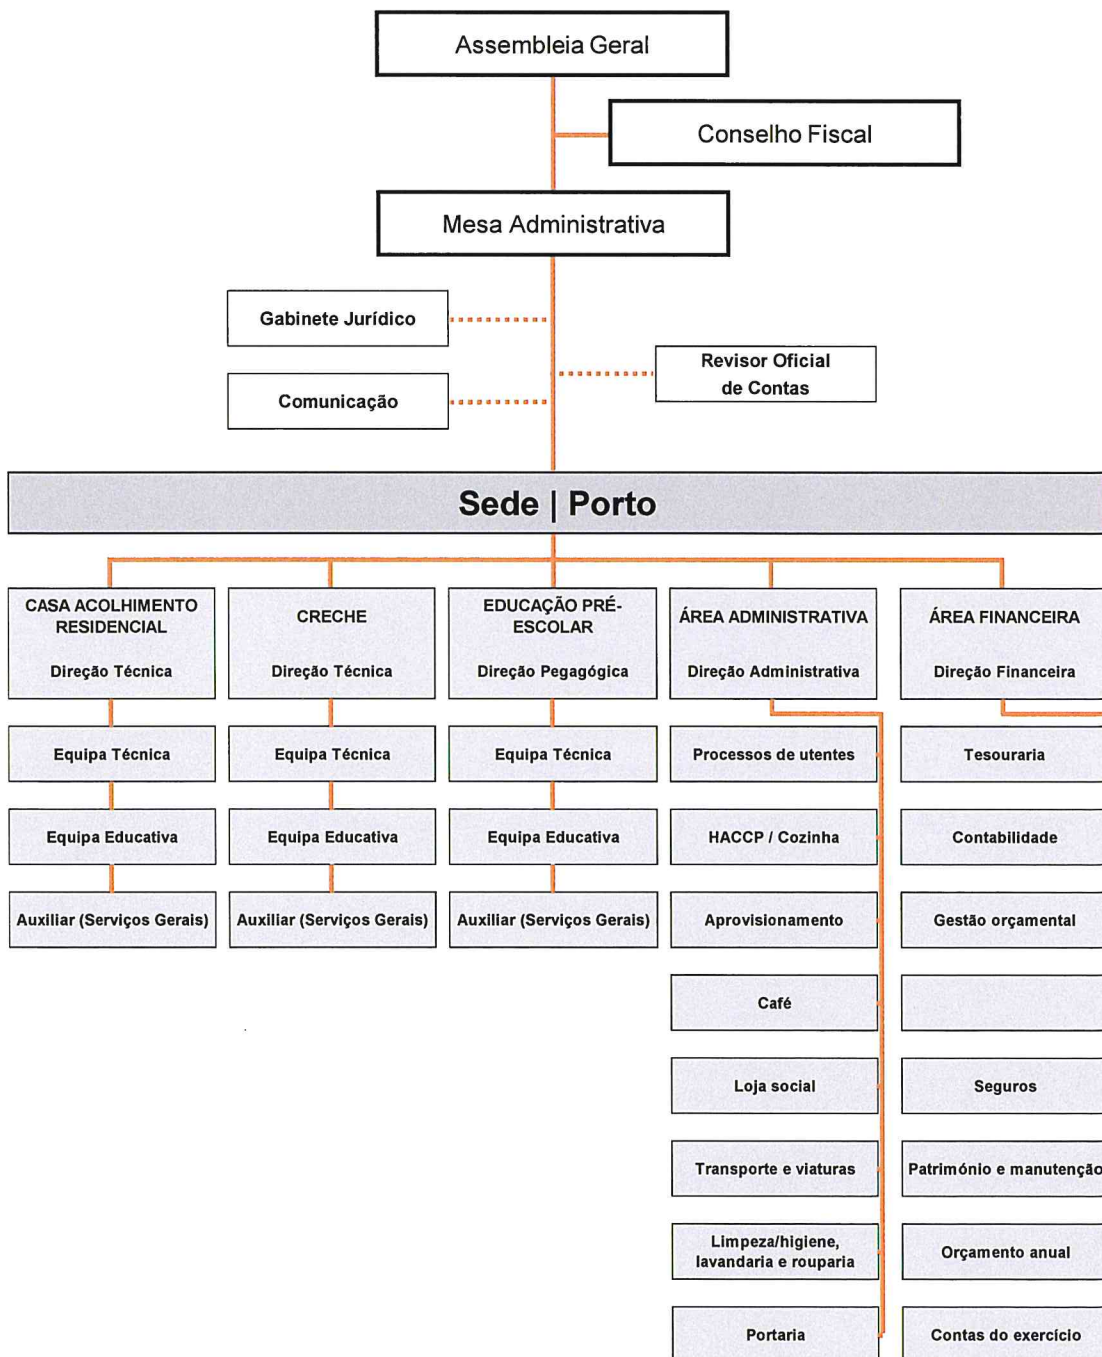 Assembleia Geral
Conselho Fiscal
Mesa Administrativa
Gabinete Jurídico
Revisor Oficial
de Contas
Comunicação
Sede | Porto
CASA ACOLHIMENTO
RESIDENCIAL
Direção Técnica
CRECHE
Direção Técnica
EDUCAÇÃO PRÉ-
ESCOLAR
Direção Pegagógica
ÁREA ADMINISTRATIVA
Direção Administrativa
ÁREA FINANCEIRA
Direção Financeira
Equipa Técnica
Equipa Técnica
Equipa Técnica
Processos de utentes
Tesouraria
Equipa Educativa
Equipa Educativa
Equipa Educativa
HACCP / Cozinha
Contabilidade
Auxiliar (Serviços Gerais)
Auxiliar (Serviços Gerais)
Auxiliar (Serviços Gerais)
Aprovisionamento
Gestão orçamental
Café
Loja social
Seguros
Transporte e viaturas
Património e manutenção
Limpeza/higiene,
lavandaria e rouparia
Orçamento anual
Portaria
Contas do exercício